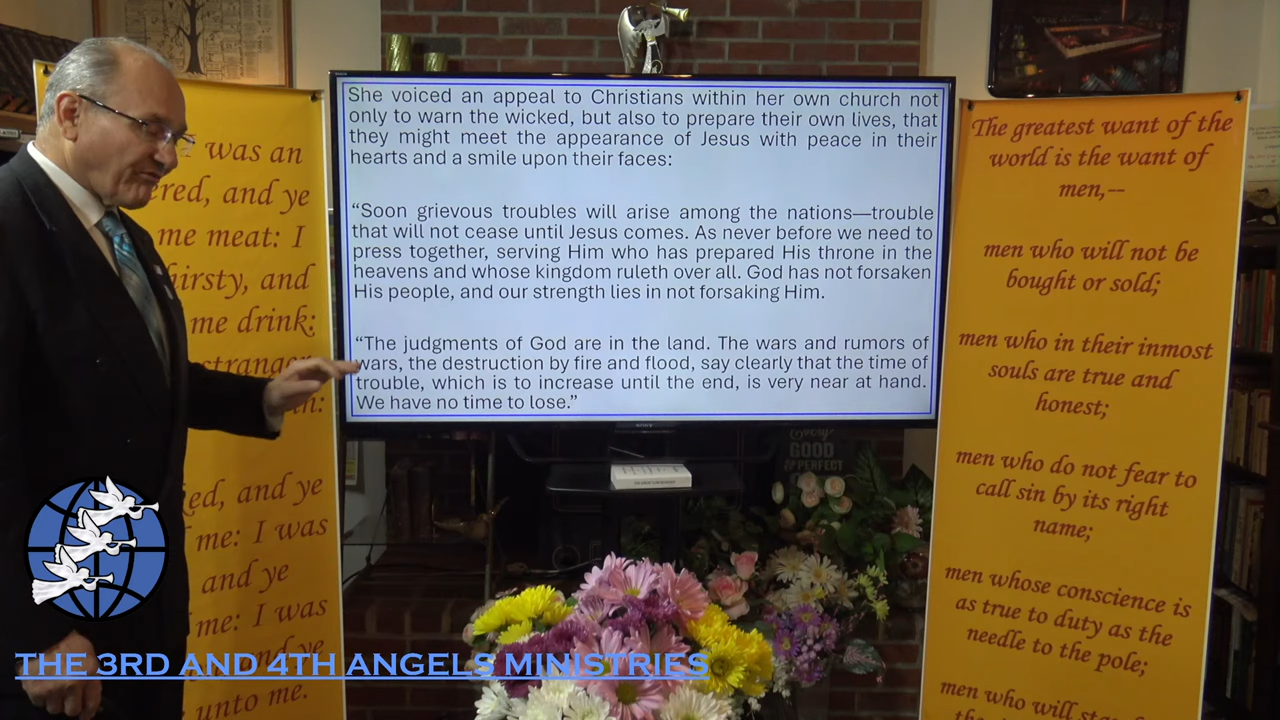 She voiced an appeal to Christians within her own church not
only to warn the wicked, but also to prepare their own lives, that
they might meet the appearance of Jesus with peace in their
hearts and a smile upon their faces:
“Soon grievous troubles will arise among the nations—trouble
that will not cease until Jesus comes. As never before we need to
press together, serving Him who has prepared His throne in the
heavens and whose kingdom ruleth over all. God has not forsaken
His people, and our strength lies in not forsaking Him.
“The judgments of God are in the land. The wars and rumors of
wars, the destruction by fire and flood, say clearly that the time of
trouble, which is to increase until the end, is very near at hand.
We have no time to lose.”
was an
and ye
me meat: I
and
me drink:
and ye
me: I was
and ye
me: I was
unto me.
The greatest want of the
world is the want of
men,--
men who will not be
bought or sold;
men who in their inmost
souls are true and
honest;
men who do not fear to
call sin by its right
name;
men whose conscience is
as true to duty as the
needle to the pole;
men who will
GOOD
PERFECT
THE 3RD AND 4TH ANGELS MINISTRIES